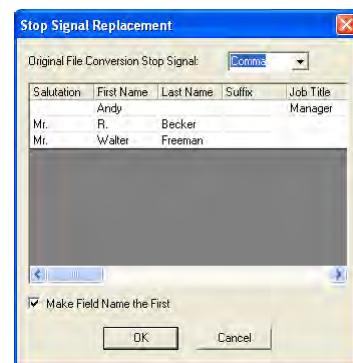 Stop Signal Replacement
Original File Conversion Stop Signal: Comma
Salutation First Name Last Name Suffix Job Title
Andy Manager
Mr. R. Becker
Mr. Walter Freeman
Make Field Name the First
OK Cancel